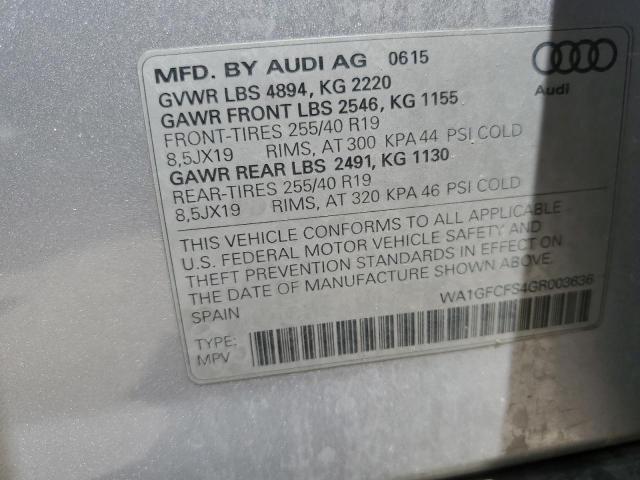 MFD. BY AUDI AG 0615
GVWR LBS 4894, KG 2220
GAWR FRONT LBS 2546, KG 1155
FRONT-TIRES 255/40 R19
8,5JX19 RIMS, AT 300 KPA 44 PSI COLD
GAWR REAR LBS 2491, KG 1130
REAR-TIRES 255/40 R19
8,5JX19 RIMS, AT 320 KPA 46 PSI COLD
Audi
THIS VEHICLE CONFORMS TO ALL APPLICABLE
U.S. FEDERAL MOTOR VEHICLE SAFETY AND
THEFT PREVENTION STANDARDS IN EFFECT ON
THE DATE OF MANUFACTURE SHOWN ABOVE.
SPAIN
WA1GFCFS4GR003636
TYPE:
MPV